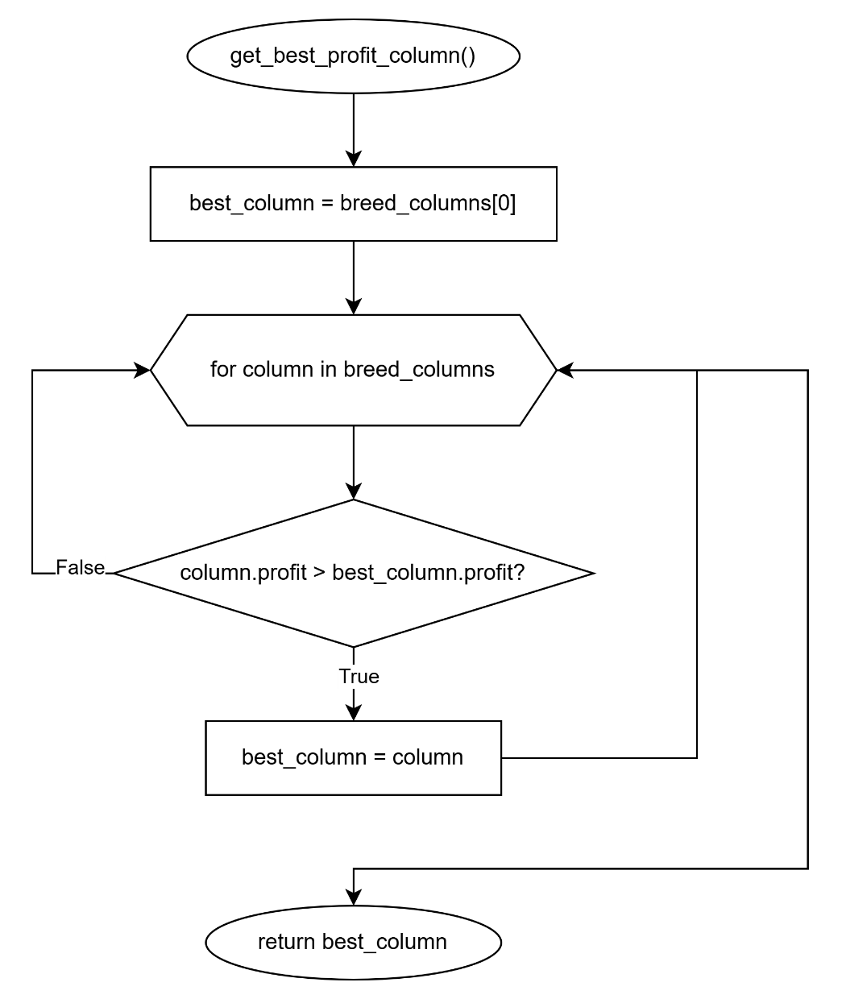 get_best_profit_column()
best_column = breed_columns[0]
for column in breed_columns
column.profit > best_column.profit?
False
True
best_column = column
return best_column